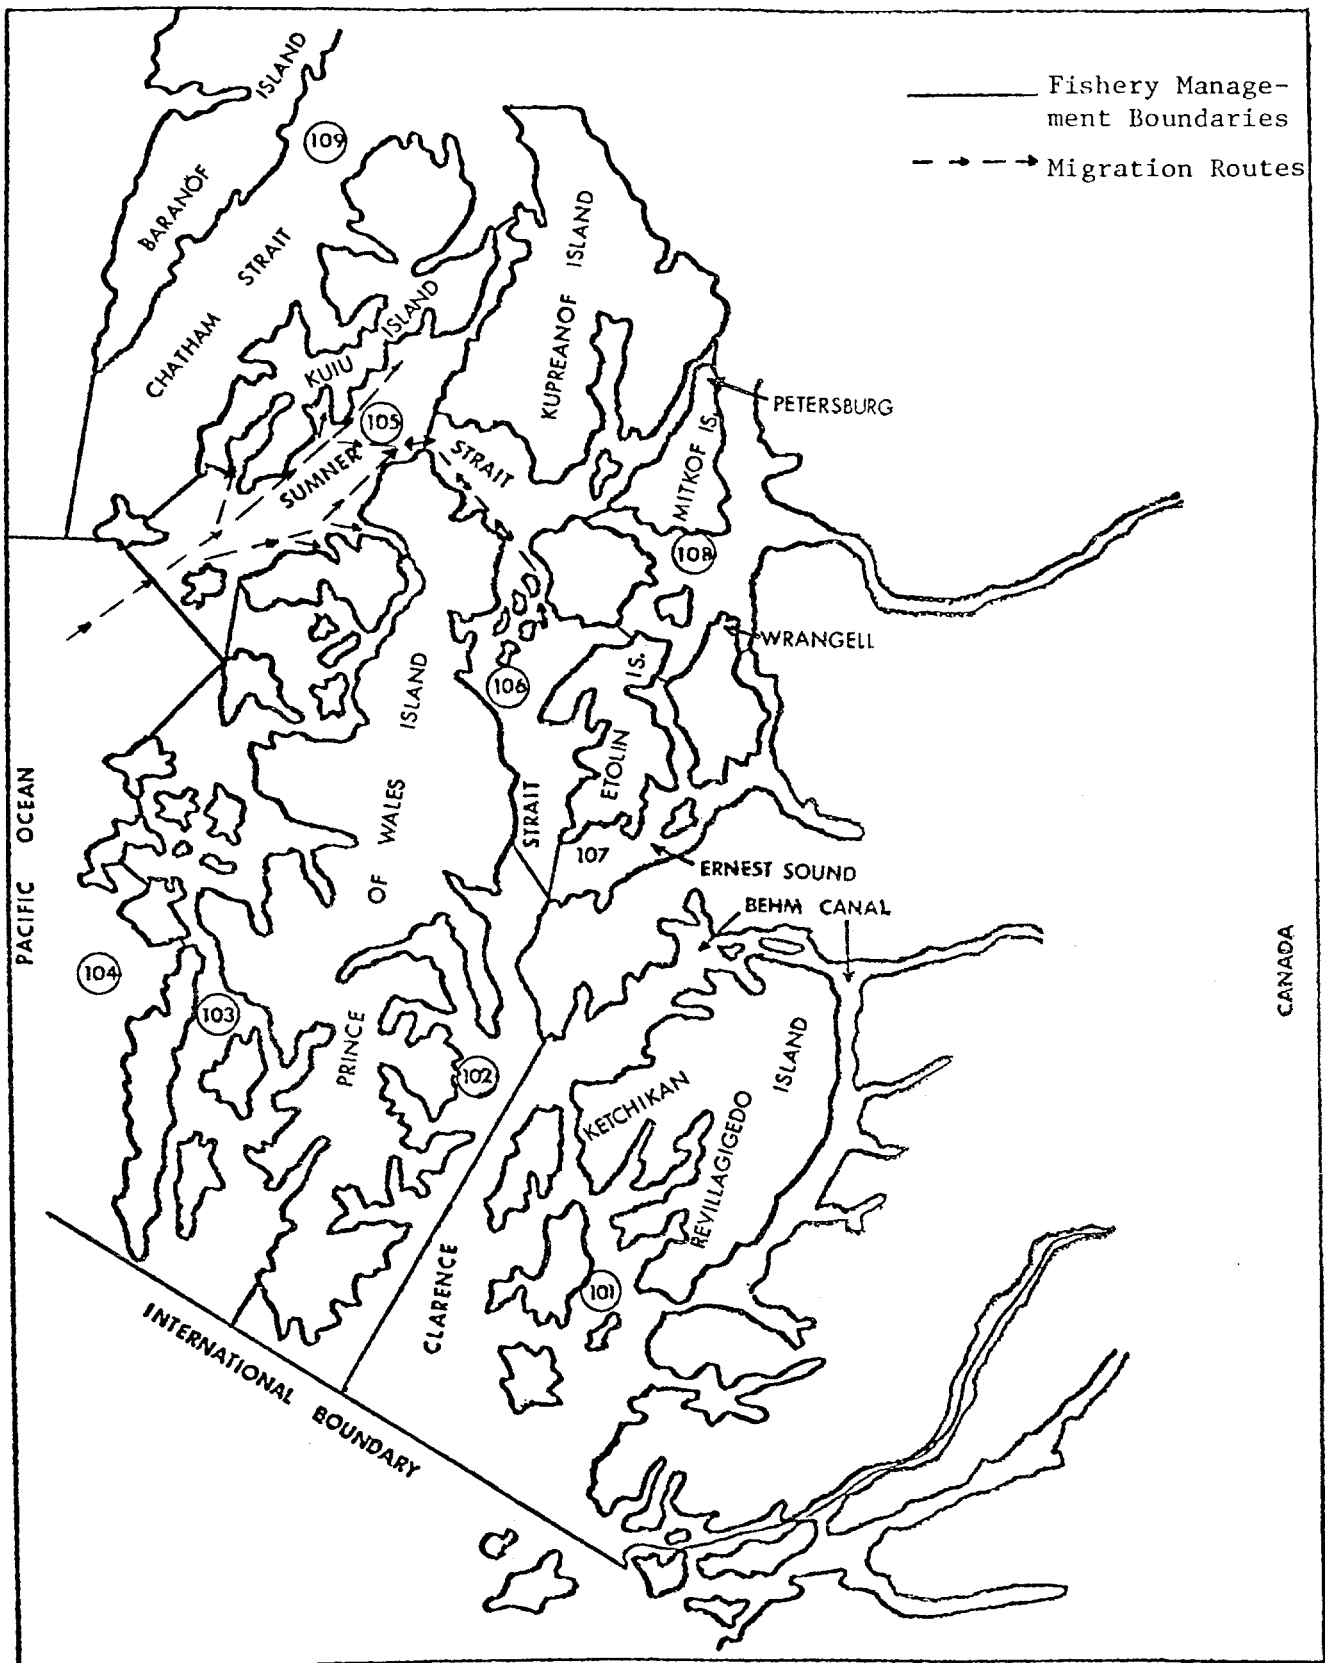 Fishery Manage-
ment Boundaries
Migration Routes
ISLAND
BARANOF
109
CHATHAM STRAIT
KUIU ISLAND
KUPREANOF ISLAND
105
SUMNER STRAIT
PETERSBURG
MITKOF IS.
108
WRANGELL
106
ETOLIN IS.
STRAIT
107
ERNEST SOUND
BEHM CANAL
PRINCE OF WALES ISLAND
PACIFIC OCEAN
104
103
102
KETCHIKAN
REVILLAGIGEDO ISLAND
101
CLARENCE
INTERNATIONAL BOUNDARY
CANADA